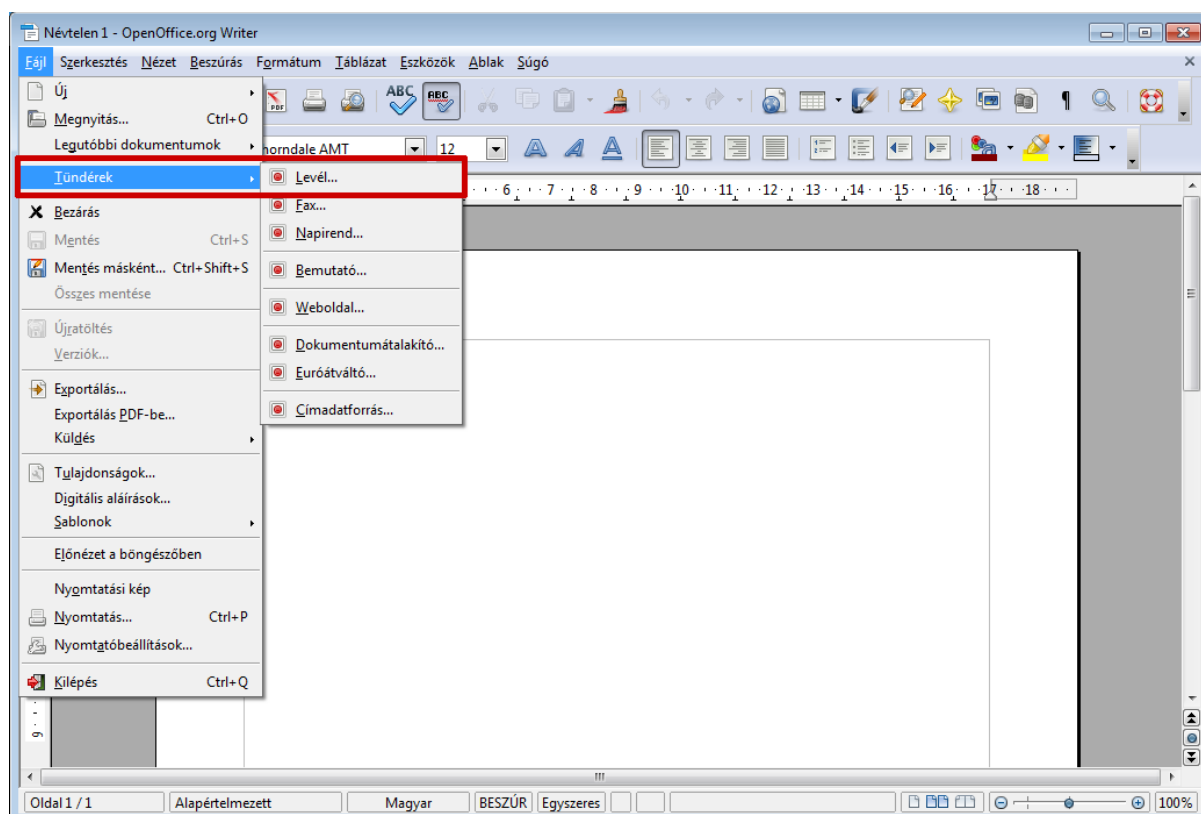 Névtelen 1 - OpenOffice.org Writer
Fájl Szerkesztés Nézet Beszúrás Formátum Táblázat Eszközök Ablak Súgó
Új
Megnyitás... Ctrl+O
Legutóbbi dokumentumok
Tündérek
Bezárás
Mentés Ctrl+S
Mentés másként... Ctrl+Shift+S
Összes mentése
Újratöltés
Verziók...
Exportálás...
Exportálás PDF-be...
Küldés
Tulajdonságok...
Digitális aláírások...
Sablonok
Előnézet a böngészőben
Nyomtatási kép
Nyomtatás... Ctrl+P
Nyomtatóbeállítások...
Kilépés Ctrl+Q
Levél...
Fax...
Napirend...
Bemutató...
Weboldal...
Dokumentumátalakító...
Euróátváltó...
Címadatforrás...
PDF ABC ABC
horndale AMT 12
6 7 8 9 10 11 12 13 14 15 16 17 18
9
Oldal 1 / 1 Alapértelmezett Magyar BESZÚR Egyszeres 100%